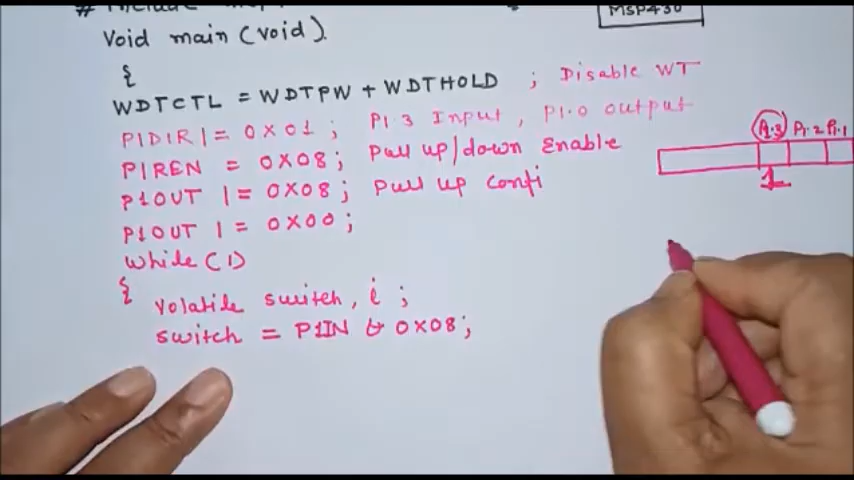 # Include
MSP430
Void main (void).
{
WDTCTL = WDTPW + WDTHOLD ; Disable WT
P1DIR |= 0X01 ; P1.3 Input, P1.0 output
P1REN = 0X08 ; Pull up/down Enable
P1.3 P1.2 P1.1
P1OUT |= 0X08 ; Pull up confi
1
P1OUT |= 0X00 ;
while (1)
{ Volatile switch, i ;
switch = P1IN & 0X08 ;